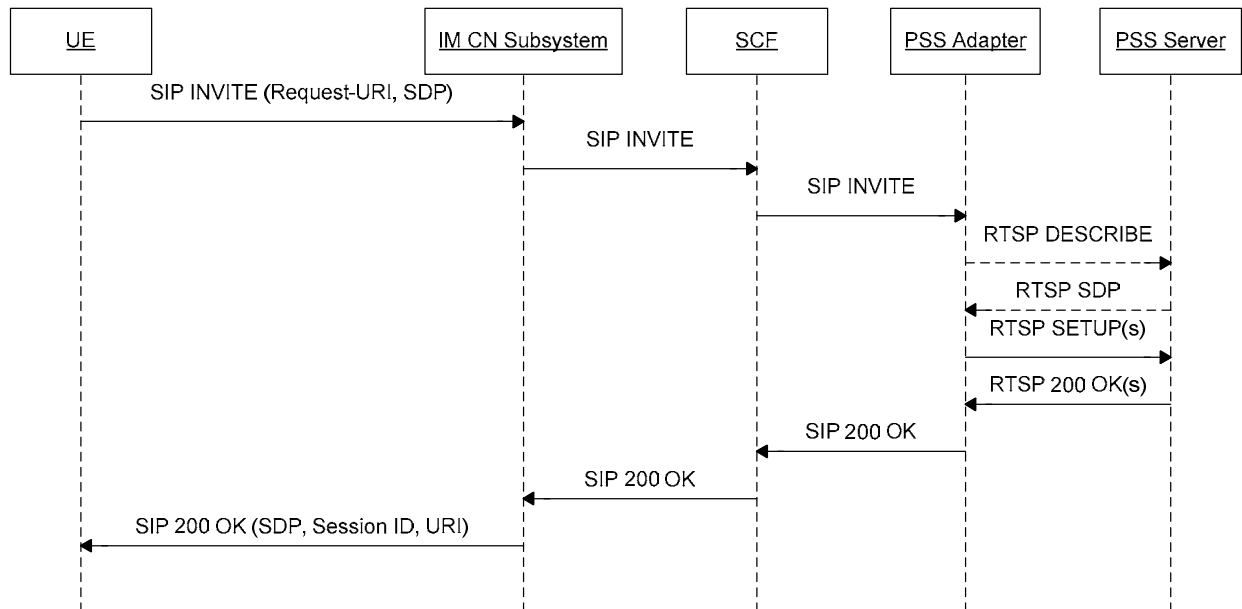 UE
IM CN Subsystem
SCF
PSS Adapter
PSS Server
SIP INVITE (Request-URI, SDP)
SIP INVITE
SIP INVITE
RTSP DESCRIBE
RTSP SDP
RTSP SETUP(s)
RTSP 200 OK(s)
SIP 200 OK
SIP 200 OK
SIP 200 OK (SDP, Session ID, URI)